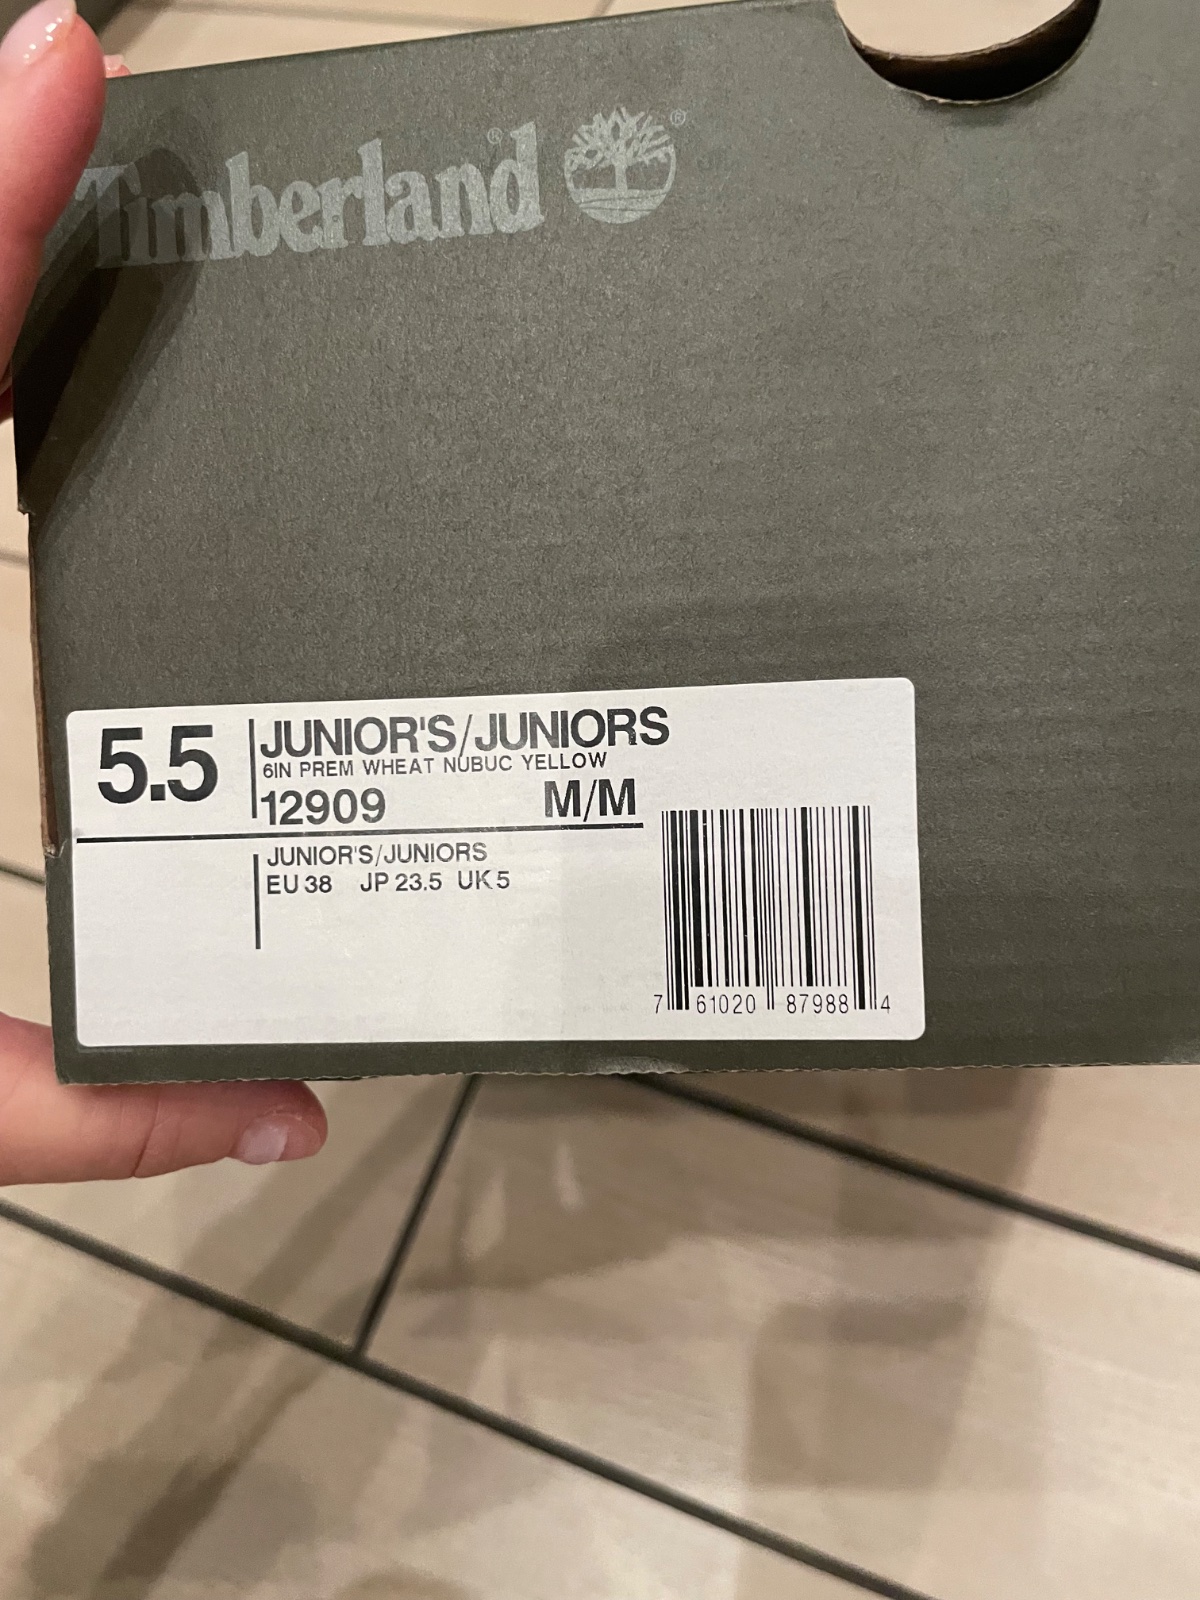 Timberland® ®
5.5
JUNIOR'S/JUNIORS
6IN PREM WHEAT NUBUC YELLOW
12909 M/M
JUNIOR'S/JUNIORS
EU 38 JP 23.5 UK 5
7 61020 87988 4